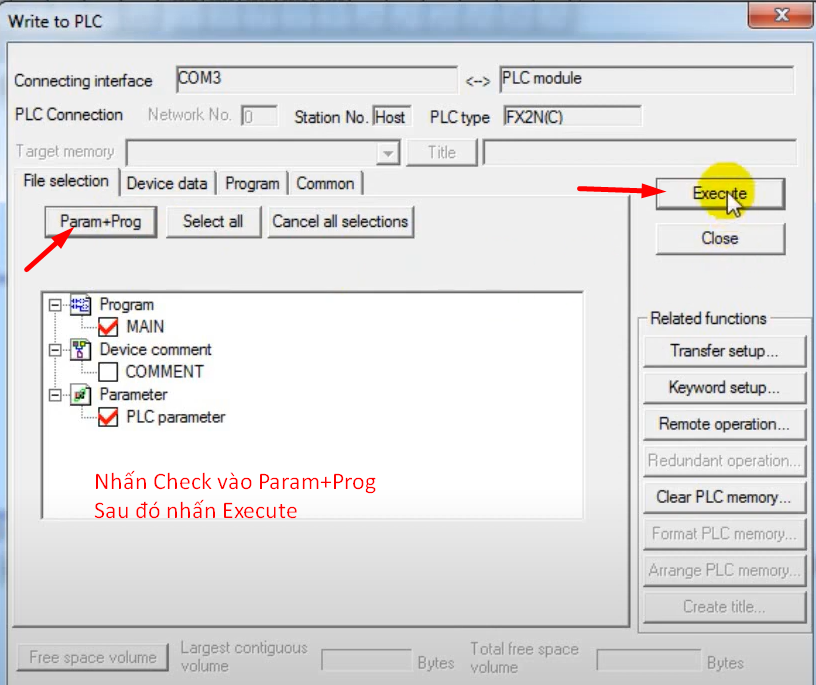 Write to PLC
Connecting interface COM3 <--> PLC module
PLC Connection Network No. 0 Station No. Host PLC type FX2N(C)
Target memory Title
File selection Device data Program Common
Execute
Param+Prog Select all Cancel all selections
Close
Program
MAIN
Device comment
COMMENT
Parameter
PLC parameter
Nhấn Check vào Param+Prog
Sau đó nhấn Execute
Related functions
Transfer setup...
Keyword setup...
Remote operation...
Redundant operation...
Clear PLC memory...
Format PLC memory...
Arrange PLC memory...
Create title...
Free space volume
Largest contiguous
volume
Bytes
Total free space
volume
Bytes